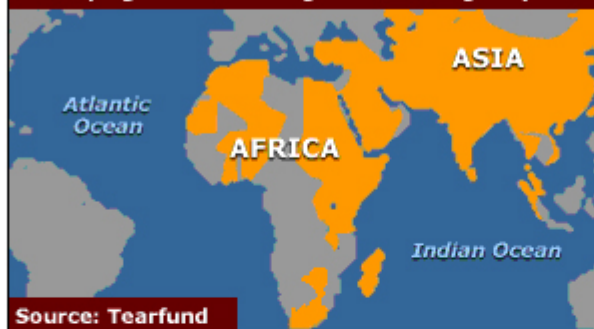 ASIA
Atlantic
Ocean
AFRICA
Indian Ocean
Source: Tearfund